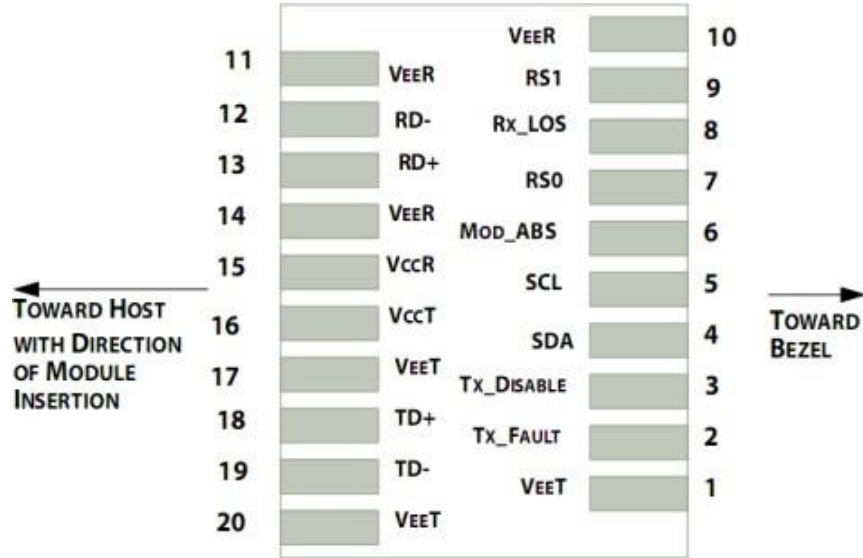 11 VEER
12 RD-
13 RD+
14 VEER
15 VCCR
16 VCCT
17 VEET
18 TD+
19 TD-
20 VEET
VEER 10
RS1 9
RX_LOS 8
RS0 7
MOD_ABS 6
SCL 5
SDA 4
TX_DISABLE 3
TX_FAULT 2
VEET 1
TOWARD HOST
WITH DIRECTION
OF MODULE
INSERTION
TOWARD
BEZEL